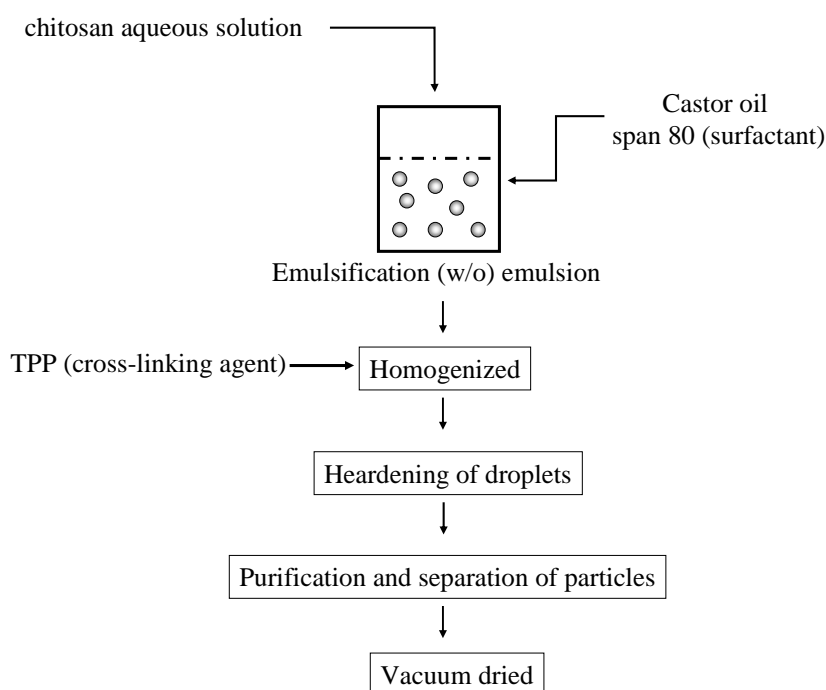 chitosan aqueous solution
Castor oil
span 80 (surfactant)
Emulsification (w/o) emulsion
TPP (cross-linking agent)
Homogenized
Heardening of droplets
Purification and separation of particles
Vacuum dried